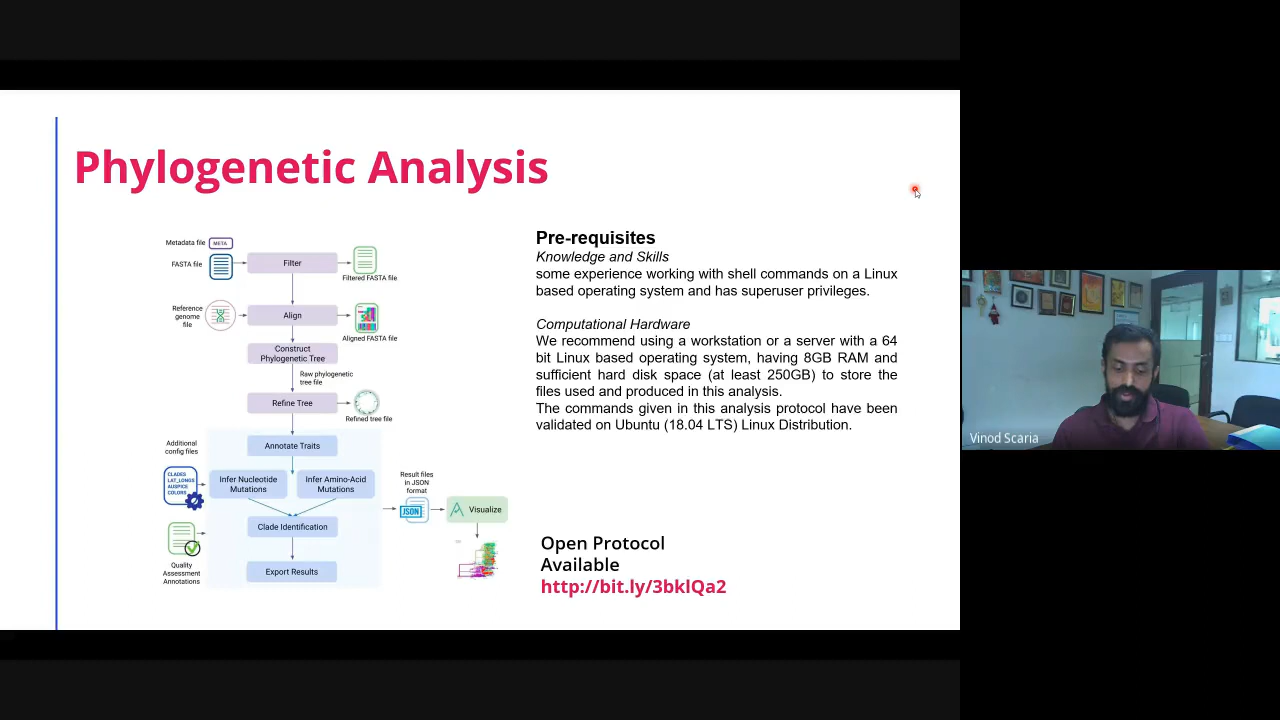 Phylogenetic Analysis
Metadata file
META
FASTA file
Filter
Filtered FASTA file
Reference
genome
file
Align
Aligned FASTA file
Construct
Phylogenetic Tree
Raw phylogenetic
tree file
Refine Tree
Refined tree file
Additional
config files
Annotate Traits
CLADES
LAT_LONGS
AUSPICE
COLORS
Infer Nucleotide
Mutations
Infer Amino-Acid
Mutations
Clade Identification
Quality
Assessment
Annotations
Export Results
Result files
in JSON
format
JSON
Visualize
Pre-requisites
Knowledge and Skills
some experience working with shell commands on a Linux
based operating system and has superuser privileges.
Computational Hardware
We recommend using a workstation or a server with a 64
bit Linux based operating system, having 8GB RAM and
sufficient hard disk space (at least 250GB) to store the
files used and produced in this analysis.
The commands given in this analysis protocol have been
validated on Ubuntu (18.04 LTS) Linux Distribution.
Open Protocol
Available
http://bit.ly/3bklQa2
Vinod Scaria